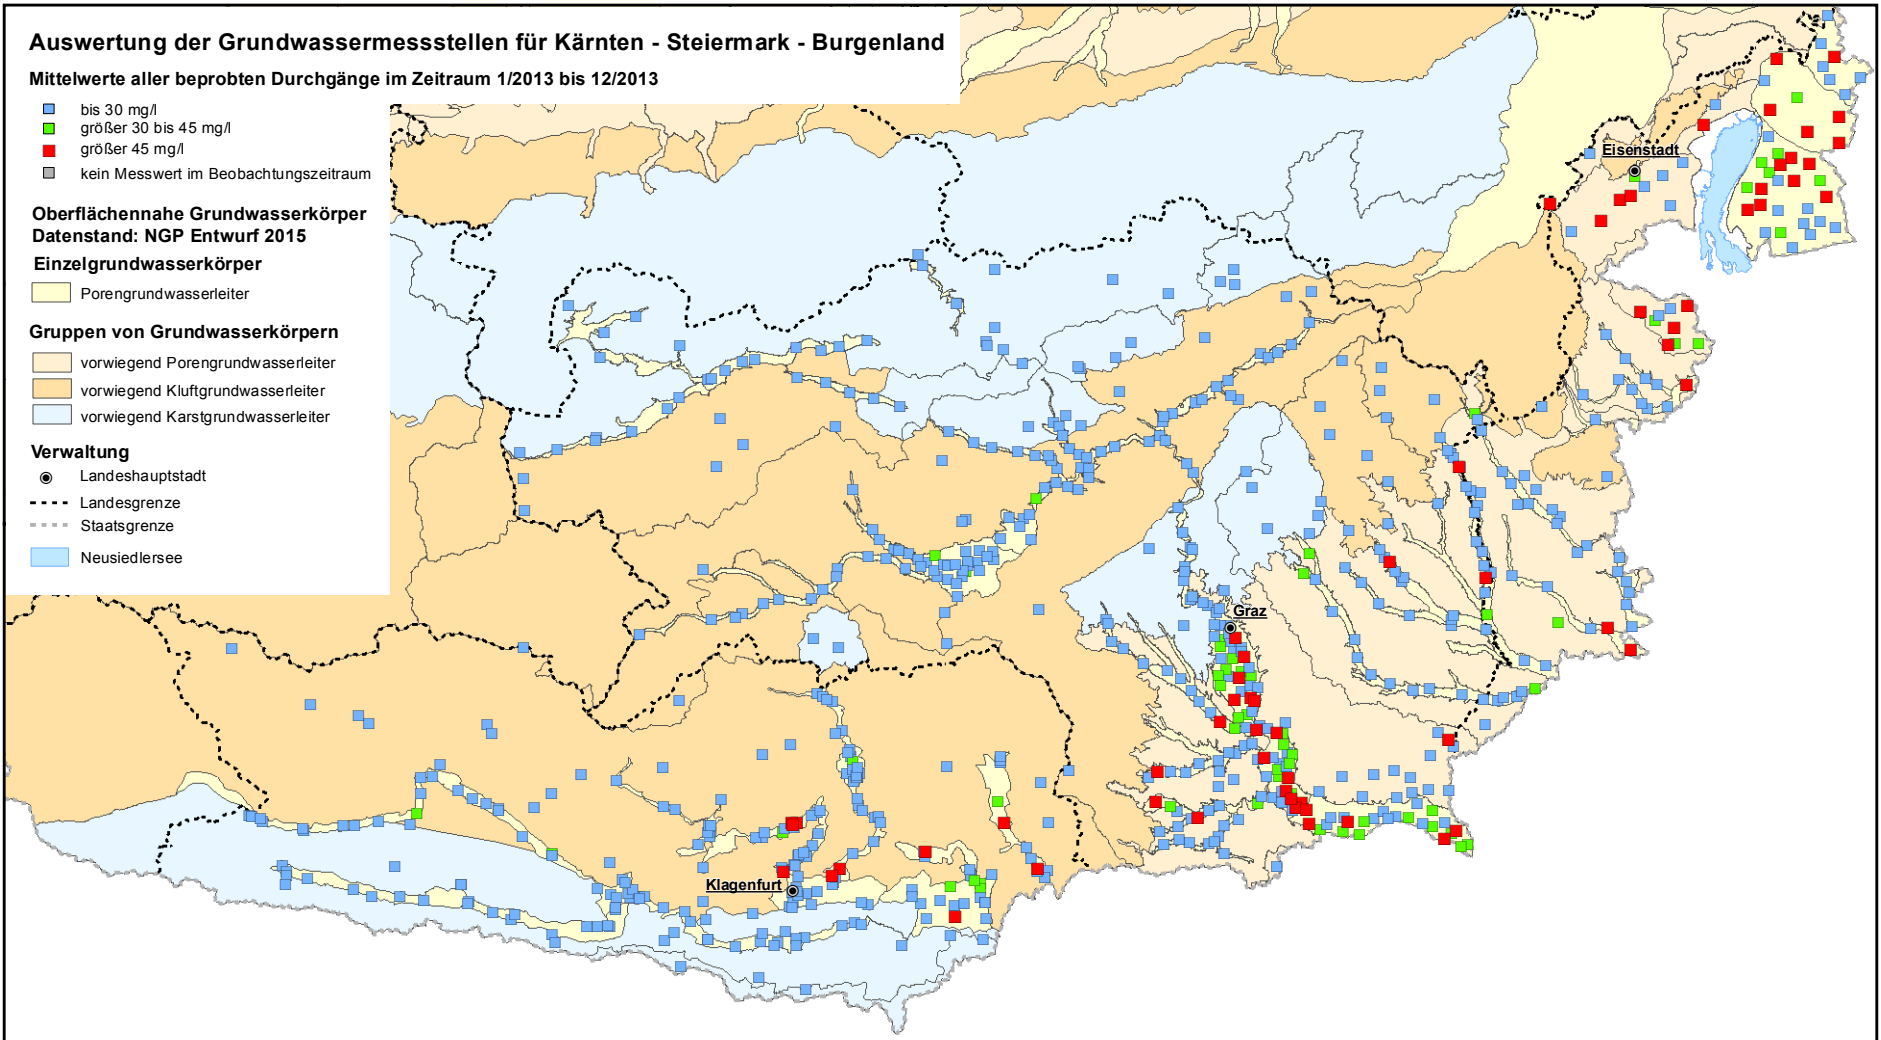 Auswertung der Grundwassermessstellen für Kärnten - Steiermark - Burgenland
Mittelwerte aller beprobten Durchgänge im Zeitraum 1/2013 bis 12/2013
bis 30 mg/l
größer 30 bis 45 mg/l
größer 45 mg/l
kein Messwert im Beobachtungszeitraum
Oberflächennahe Grundwasserkörper
Datenstand: NGP Entwurf 2015
Einzelgrundwasserkörper
Porengrundwasserleiter
Gruppen von Grundwasserkörpern
vorwiegend Porengrundwasserleiter
vorwiegend Kluftgrundwasserleiter
vorwiegend Karstgrundwasserleiter
Verwaltung
Landeshauptstadt
Landesgrenze
Staatsgrenze
Neusiedlersee
Eisenstadt
Graz
Klagenfurt